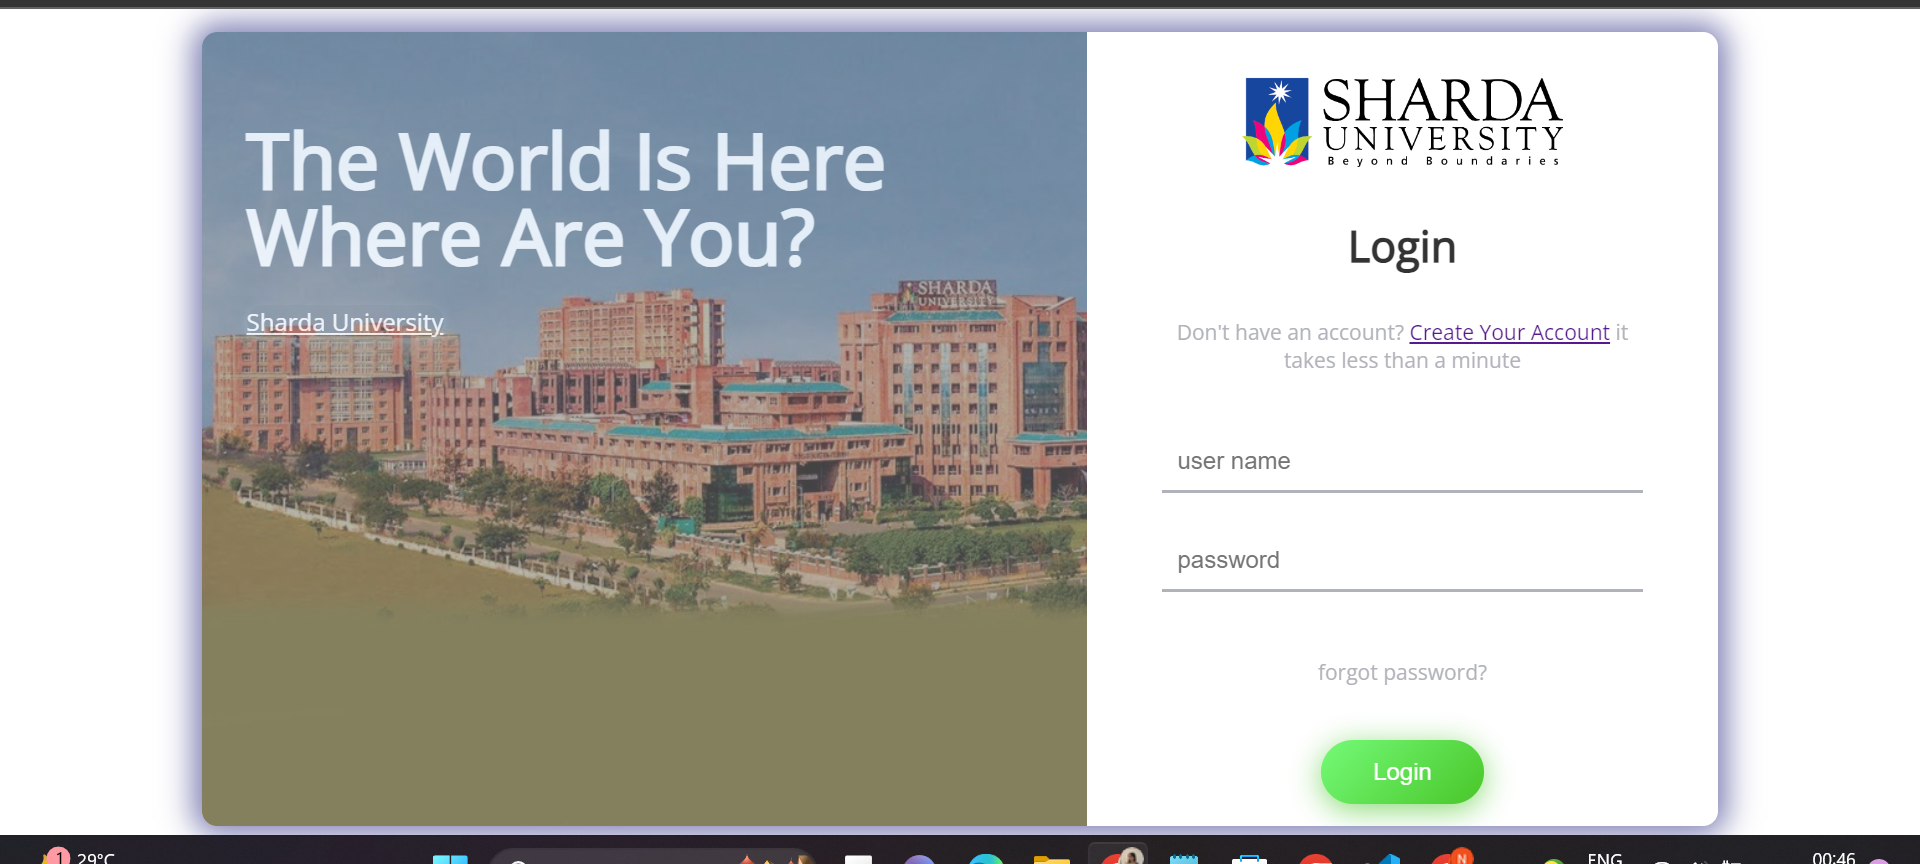 The World Is Here
Where Are You?
Sharda University
SHARDA
UNIVERSITY
SHARDA
UNIVERSITY
Beyond Boundaries
Login
Don't have an account? Create Your Account it
takes less than a minute
user name
password
forgot password?
Login
1
29°C
N
ENG
00:46